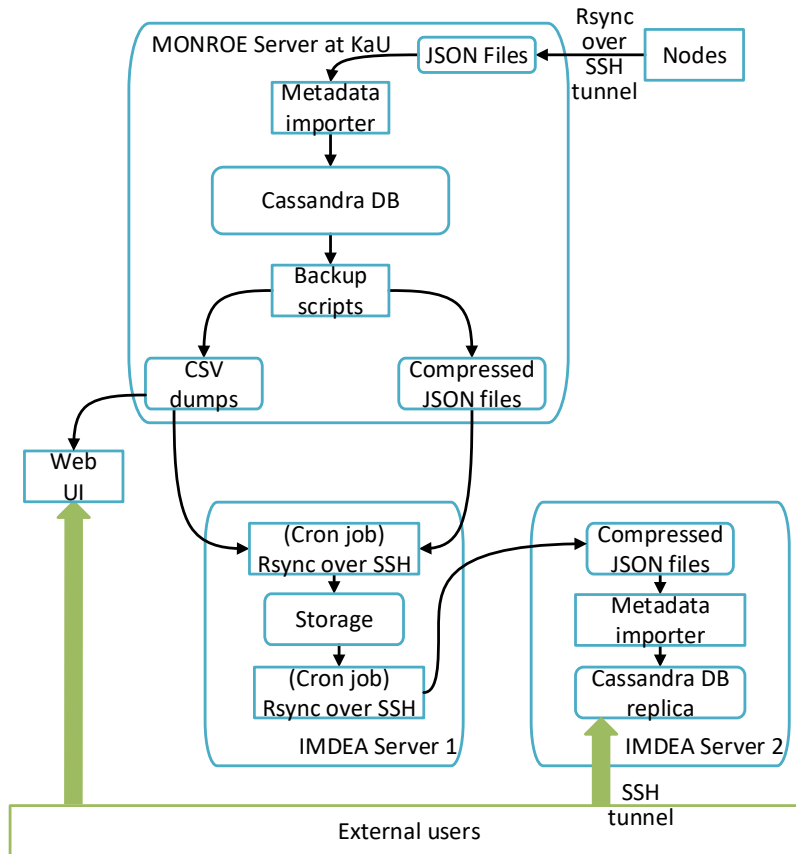 MONROE Server at KaU
JSON Files
Rsync
over
SSH
tunnel
Nodes
Metadata
importer
Cassandra DB
Backup
scripts
CSV
dumps
Compressed
JSON files
Web
UI
(Cron job)
Rsync over SSH
Storage
(Cron job)
Rsync over SSH
IMDEA Server 1
Compressed
JSON files
Metadata
importer
Cassandra DB
replica
IMDEA Server 2
SSH
tunnel
External users